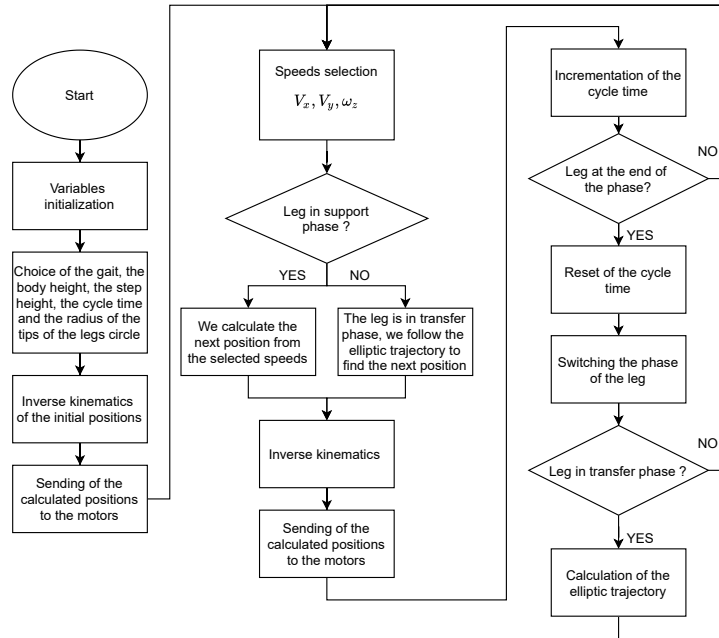 Start
Variables
initialization
Choice of the gait, the
body height, the step
height, the cycle time
and the radius of the
tips of the legs circle
Inverse kinematics
of the initial positions
Sending of the
calculated positions
to the motors
Speeds selection
V_x, V_y, ω_z
Leg in support
phase ?
YES
NO
We calculate the
next position from
the selected speeds
The leg is in transfer
phase, we follow the
elliptic trajectory to
find the next position
Inverse kinematics
Sending of the
calculated positions
to the motors
Incrementation of the
cycle time
Leg at the end of
the phase?
NO
YES
Reset of the cycle
time
Switching the phase
of the leg
Leg in transfer phase ?
NO
YES
Calculation of the
elliptic trajectory